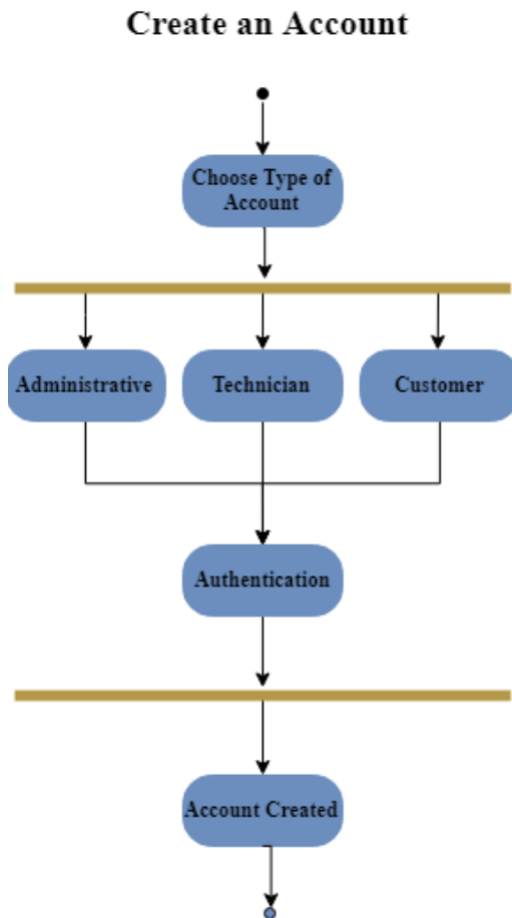 Create an Account
Choose Type of
Account
Administrative
Technician
Customer
Authentication
Account Created